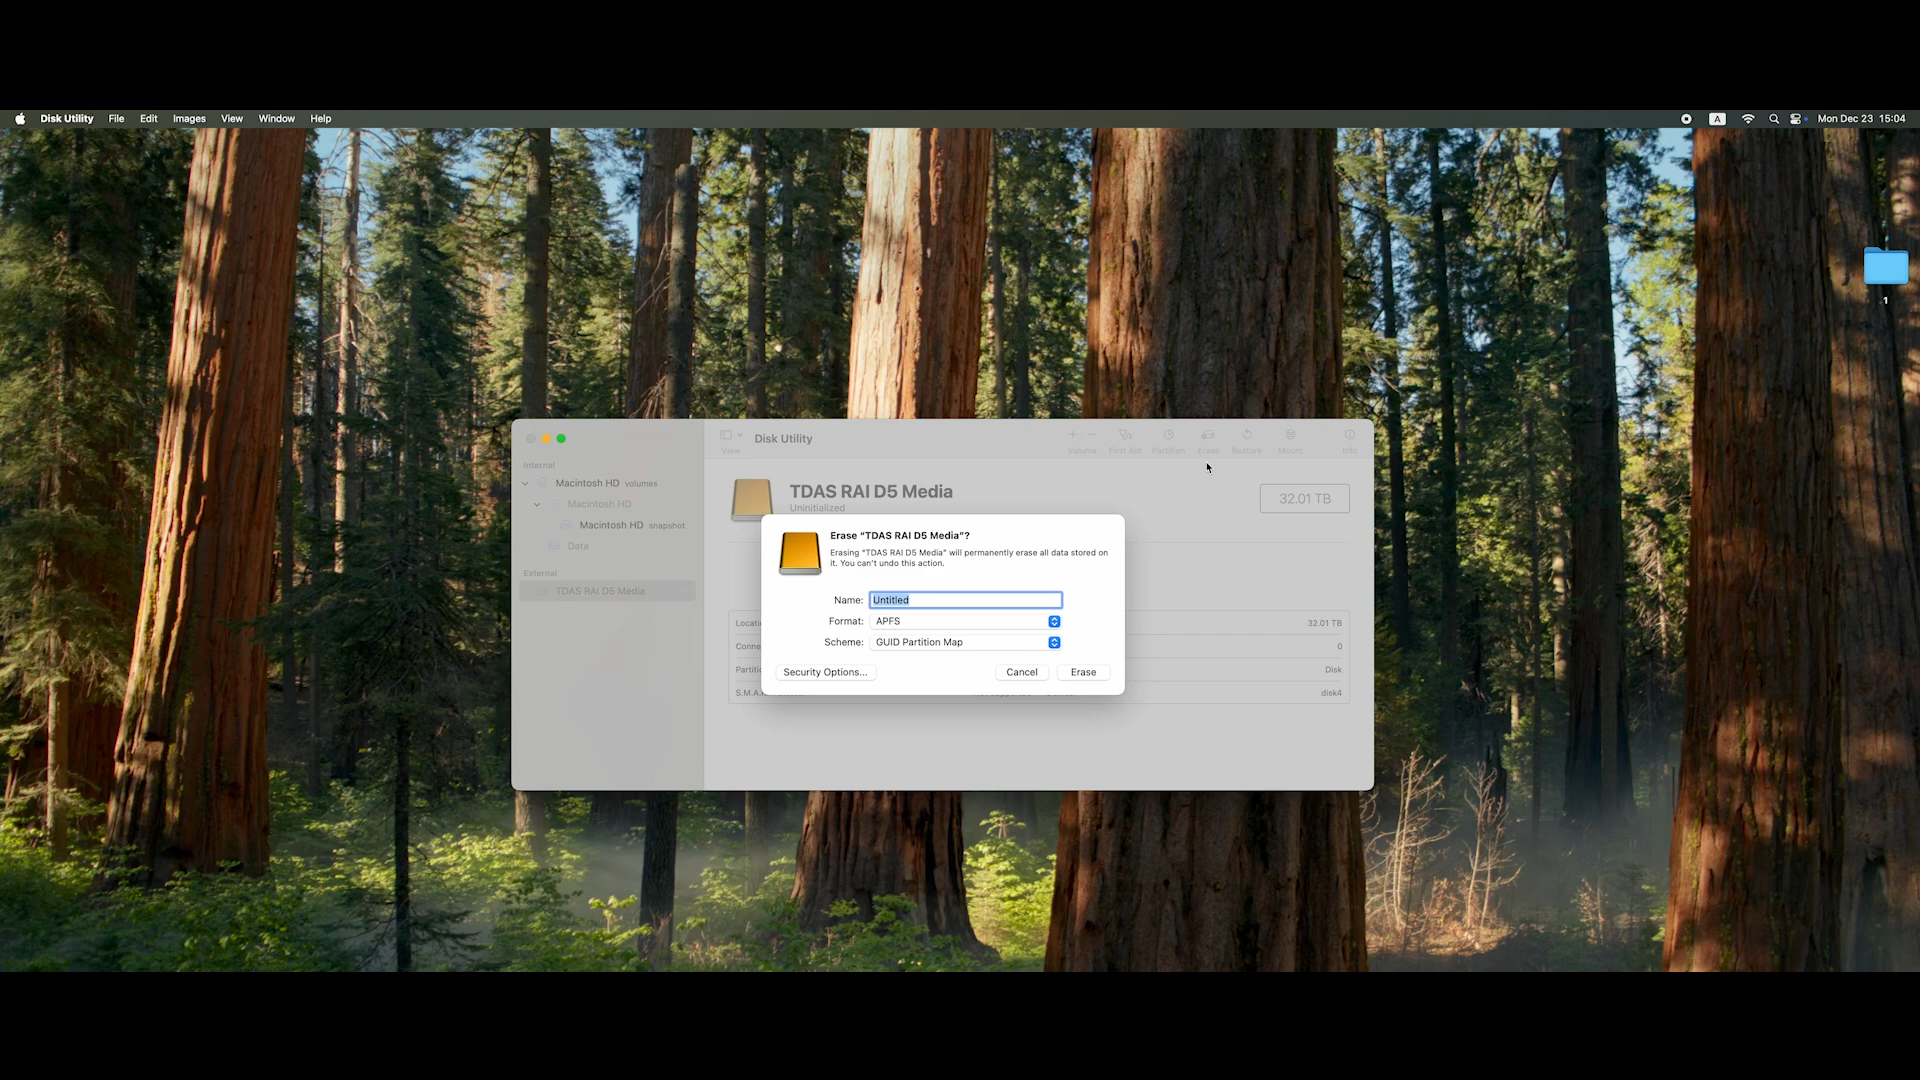 Disk Utility File Edit Images View Window Help
A Mon Dec 23 15:04
1
Disk Utility
View Volume First Aid Partition Erase Restore Mount Info
Internal
Macintosh HD volumes
Macintosh HD
Macintosh HD snapshot
Data
External
TDAS RAI D5 Media
TDAS RAI D5 Media
Uninitialized
32.01 TB
Erase “TDAS RAI D5 Media”?
Erasing “TDAS RAI D5 Media” will permanently erase all data stored on
it. You can’t undo this action.
Name: Untitled
Format: APFS
Scheme: GUID Partition Map
Security Options... Cancel Erase
32.01 TB
0
Disk
disk4